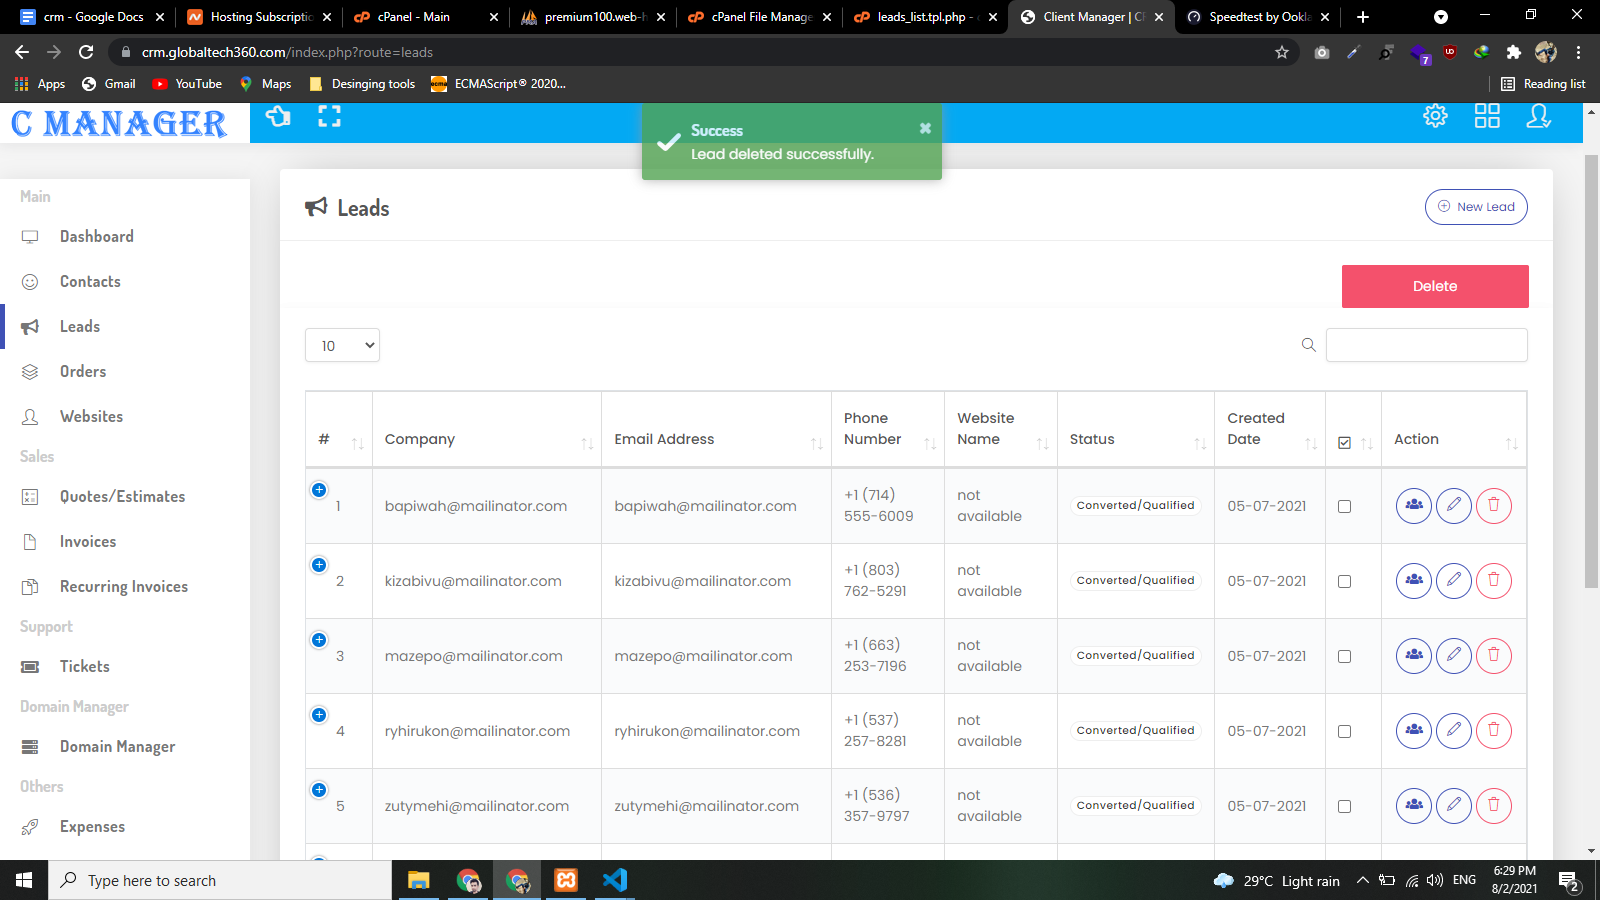 crm - Google Docs
Hosting Subscriptio
cPanel - Main
premium100.web-h
cPanel File Manage
leads_list.tpl.php - c
Client Manager | C
Speedtest by Ookla
crm.globaltech360.com/index.php?route=leads
7
Apps
Gmail
YouTube
Maps
Desinging tools
ECMAScript® 2020...
Reading list
C MANAGER
Success
Lead deleted successfully.
Main
Dashboard
Contacts
Leads
Orders
Websites
Sales
Quotes/Estimates
Invoices
Recurring Invoices
Support
Tickets
Domain Manager
Domain Manager
Others
Expenses
Leads
New Lead
Delete
10
# Company Email Address Phone Number Website Name Status Created Date Action
1 bapiwah@mailinator.com bapiwah@mailinator.com +1 (714) 555-6009 not available Converted/Qualified 05-07-2021
2 kizabivu@mailinator.com kizabivu@mailinator.com +1 (803) 762-5291 not available Converted/Qualified 05-07-2021
3 mazepo@mailinator.com mazepo@mailinator.com +1 (663) 253-7196 not available Converted/Qualified 05-07-2021
4 ryhirukon@mailinator.com ryhirukon@mailinator.com +1 (537) 257-8281 not available Converted/Qualified 05-07-2021
5 zutymehi@mailinator.com zutymehi@mailinator.com +1 (536) 357-9797 not available Converted/Qualified 05-07-2021
Type here to search
29°C Light rain
ENG
6:29 PM
8/2/2021
2